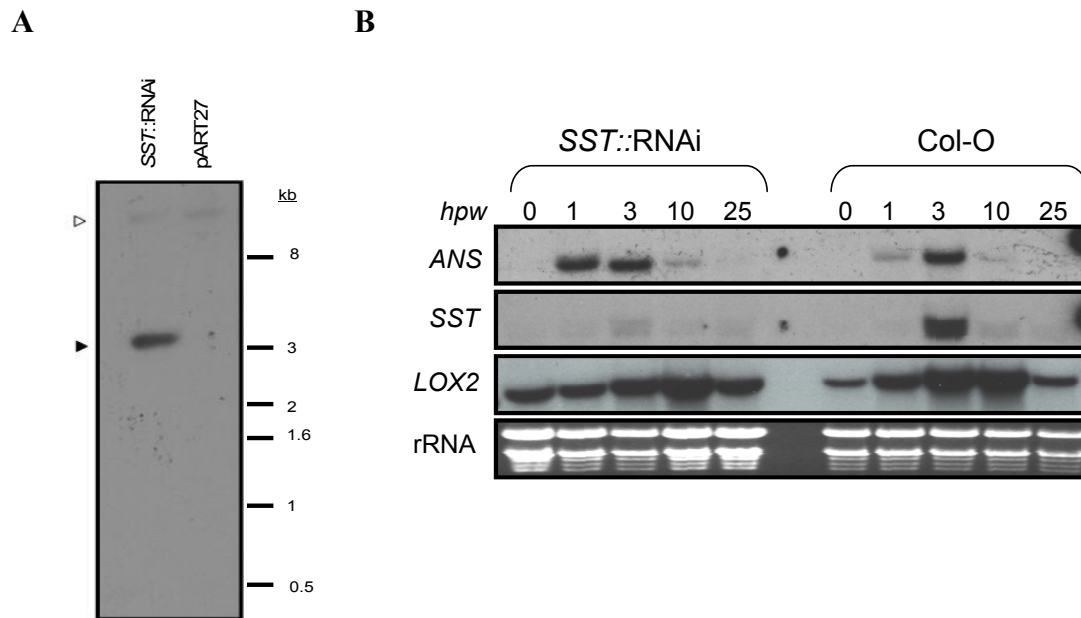 A
B
SST::RNAi
pART27
kb
8
3
2
1.6
1
0.5
SST::RNAi Col-O
hpw 0 1 3 10 25 0 1 3 10 25
ANS
SST
LOX2
rRNA